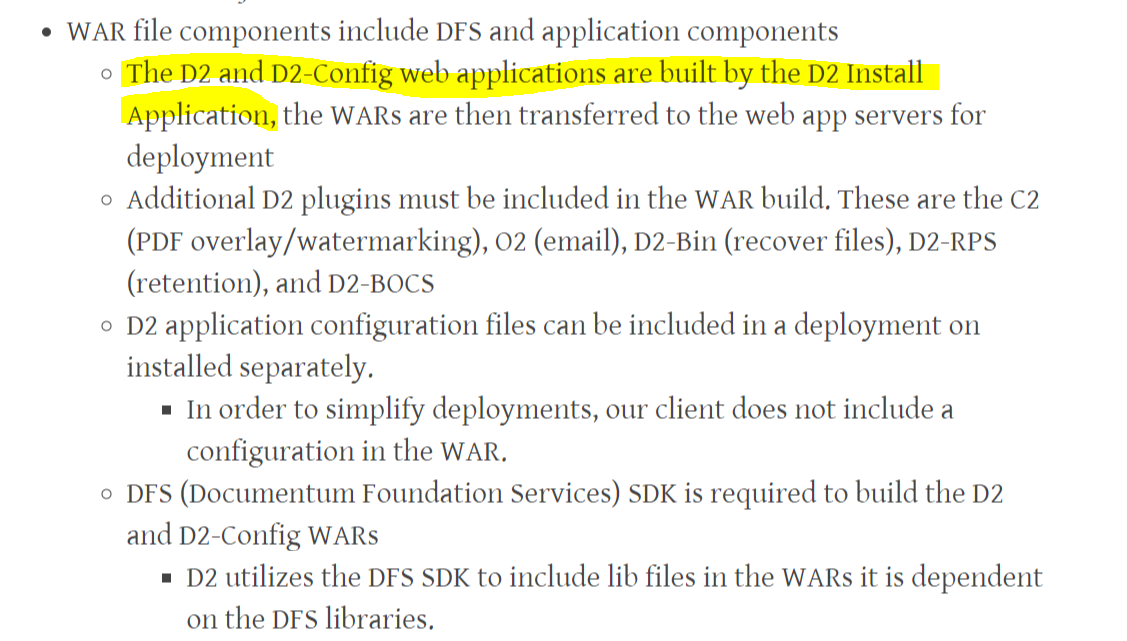 • WAR file components include DFS and application components
○ The D2 and D2-Config web applications are built by the D2 Install
Application, the WARs are then transferred to the web app servers for
deployment
○ Additional D2 plugins must be included in the WAR build. These are the C2
(PDF overlay/watermarking), O2 (email), D2-Bin (recover files), D2-RPS
(retention), and D2-BOCS
○ D2 application configuration files can be included in a deployment on
installed separately.
▪ In order to simplify deployments, our client does not include a
configuration in the WAR.
○ DFS (Documentum Foundation Services) SDK is required to build the D2
and D2-Config WARs
▪ D2 utilizes the DFS SDK to include lib files in the WARs it is dependent
on the DFS libraries.